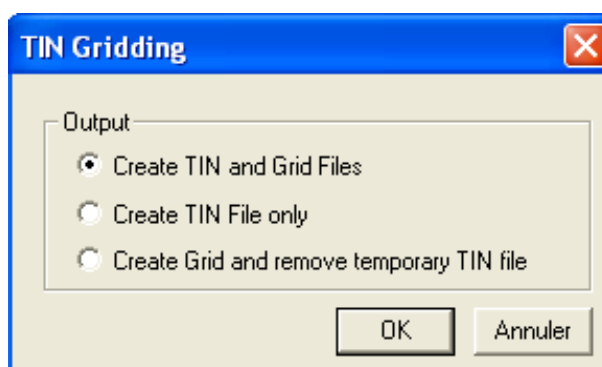 TIN Gridding
Output
Create TIN and Grid Files
Create TIN File only
Create Grid and remove temporary TIN file
OK Annuler